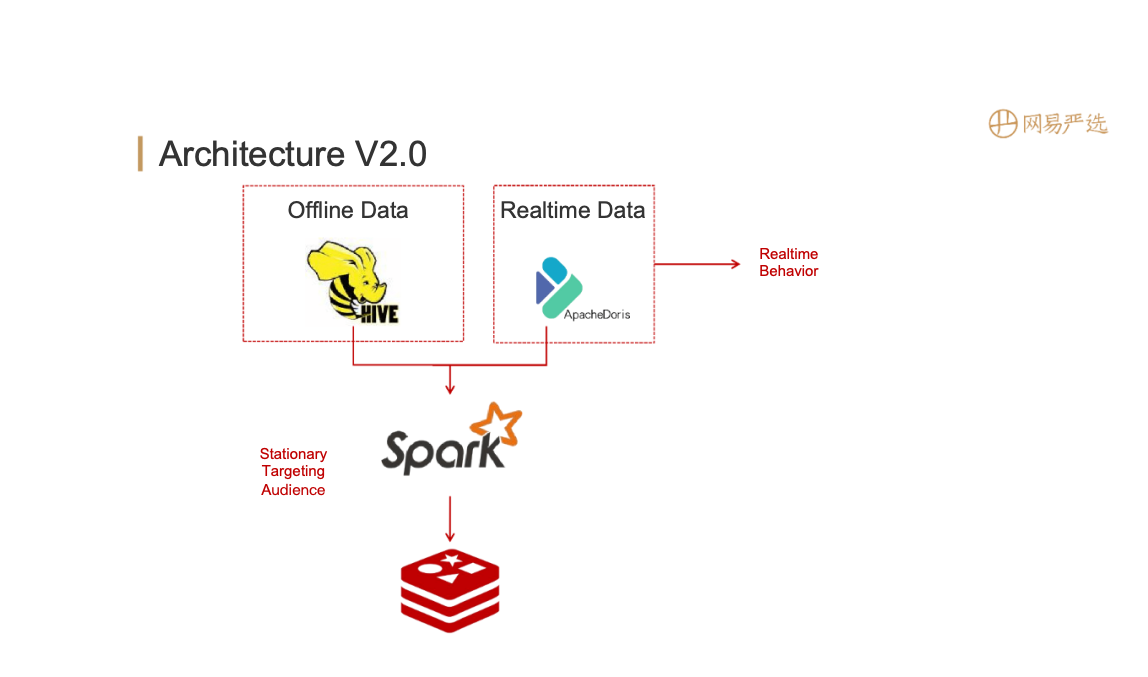 网易严选
Architecture V2.0
Offline Data
Realtime Data
HIVE
ApacheDoris
Realtime
Behavior
Spark
Stationary
Targeting
Audience